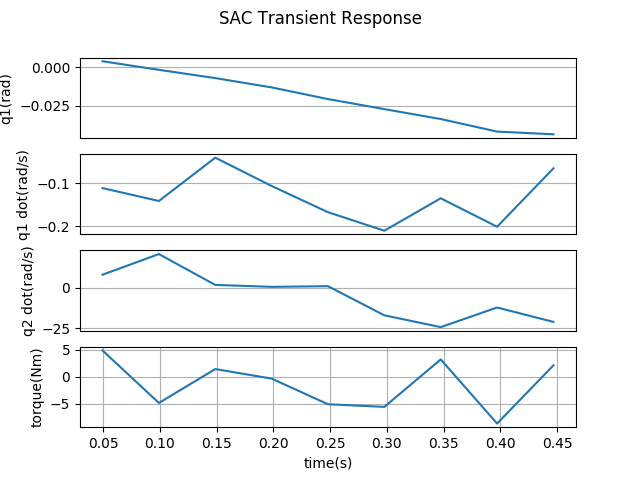 SAC Transient Response
0.000
−0.025
q1(rad)
−0.1
−0.2
q1 dot(rad/s)
0
−25
q2 dot(rad/s)
5
0
−5
torque(Nm)
0.05 0.10 0.15 0.20 0.25 0.30 0.35 0.40 0.45
time(s)